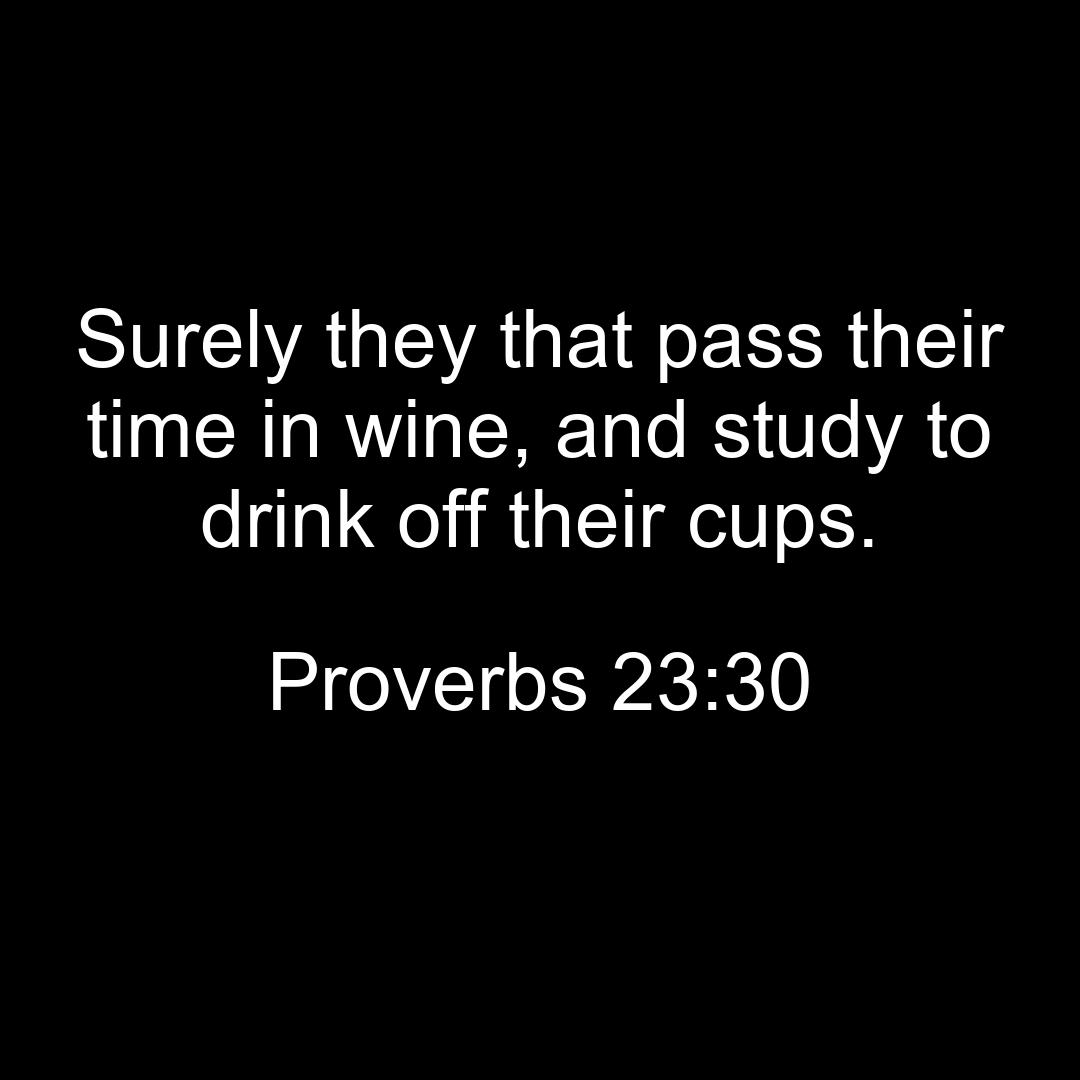 Surely they that pass their
time in wine, and study to
drink off their cups.
Proverbs 23:30